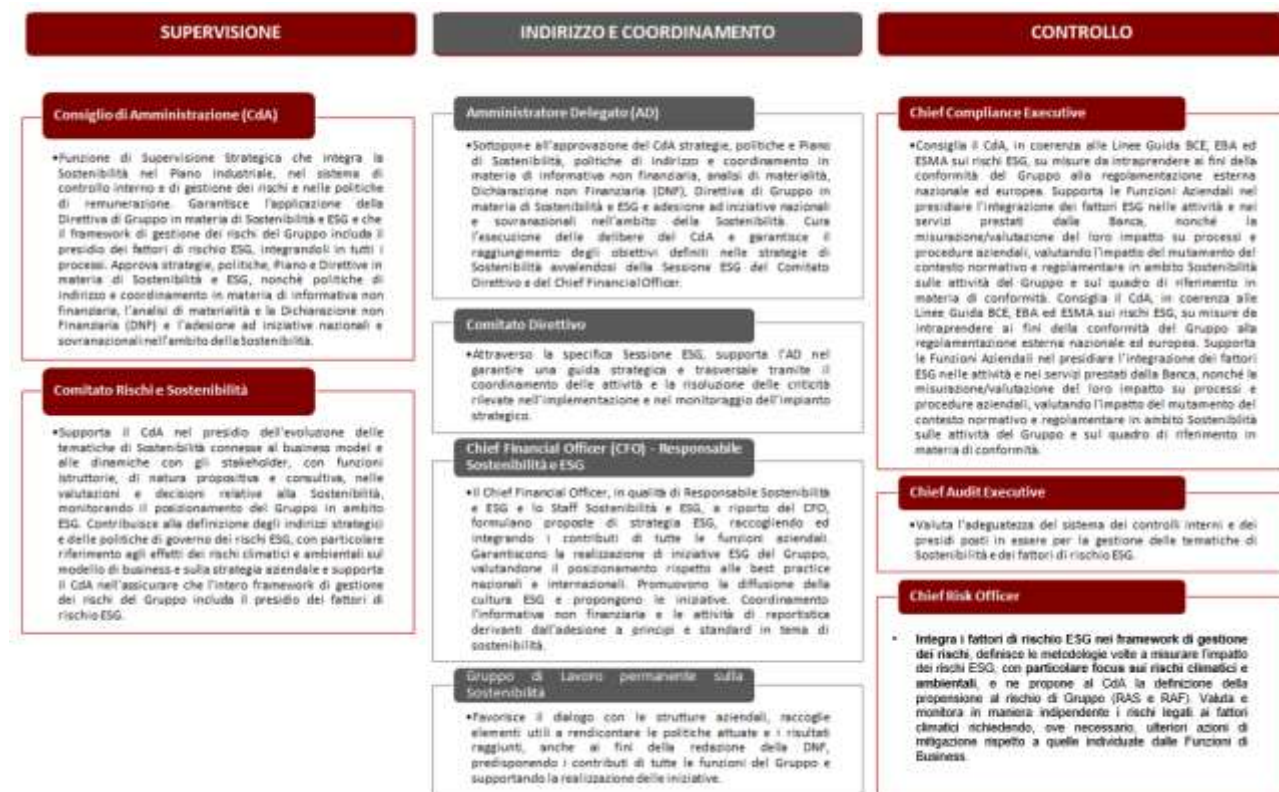 SUPERVISIONE
Consiglio di Amministrazione (CdA)
•Funzione di Supervisione Strategica che integra la
Sostenibilità nel Piano Industriale, nel sistema di
controllo interno e di gestione dei rischi e nelle politiche
di remunerazione. Garantisce l'applicazione della
Direttiva di Gruppo in materia di Sostenibilità e ESG e che
il framework di gestione dei rischi del Gruppo includa il
presidio dei fattori di rischio ESG, integrandoli in tutti i
processi. Approva strategie, politiche, Piano e Direttive in
materia di Sostenibilità e ESG, nonché politiche di
indirizzo e coordinamento in materia di informativa non
finanziaria, l'analisi di materialità e la Dichiarazione non
Finanziaria (DNF) e l'adesione ad iniziative nazionali e
sovranazionali nell'ambito della Sostenibilità.
Comitato Rischi e Sostenibilità
•Supporta il CdA nel presidio dell'evoluzione delle
tematiche di Sostenibilità connesse al business model e
alle dinamiche con gli stakeholder, con funzioni
istruttorie, di natura propositiva e consultiva, nelle
valutazioni e decisioni relative alla Sostenibilità,
monitorando il posizionamento del Gruppo in ambito
ESG. Contribuisce alla definizione degli indirizzi strategici
e delle politiche di governo dei rischi ESG, con particolare
riferimento agli effetti dei rischi climatici e ambientali sul
modello di business e sulla strategia aziendale e supporta
il CdA nell'assicurare che l'intero framework di gestione
dei rischi del Gruppo includa il presidio dei fattori di
rischio ESG.
INDIRIZZO E COORDINAMENTO
Amministratore Delegato (AD)
•Sottopone all'approvazione del CdA strategie, politiche e Piano
di Sostenibilità, politiche di indirizzo e coordinamento in
materia di informativa non finanziaria, analisi di materialità,
Dichiarazione non Finanziaria (DNF), Direttiva di Gruppo in
materia di Sostenibilità e ESG e adesione ad iniziative nazionali
e sovranazionali nell'ambito della Sostenibilità. Cura
l'esecuzione delle delibere del CdA e garantisce il
raggiungimento degli obiettivi definiti nelle strategie di
Sostenibilità avvalendosi della Sessione ESG del Comitato
Direttivo e del Chief Financial Officer.
Comitato Direttivo
•Attraverso la specifica Sessione ESG, supporta l'AD nel
garantire una guida strategica e trasversale tramite il
coordinamento delle attività e la risoluzione delle criticità
rilevate nell'implementazione e nel monitoraggio dell'impianto
strategico.
Chief Financial Officer (CFO) - Responsabile
Sostenibilità e ESG
•Il Chief Financial Officer, in qualità di Responsabile Sostenibilità
e ESG e lo Staff Sostenibilità e ESG, a riporto del CFO,
formulano proposte di strategia ESG, raccogliendo ed
integrando i contributi di tutte le funzioni aziendali.
Garantiscono la realizzazione di iniziative ESG del Gruppo,
valutandone il posizionamento rispetto alle best practice
nazionali e internazionali. Promuovono la diffusione della
cultura ESG e propongono le iniziative. Coordinamento
l'informativa non finanziaria e le attività di reportistica
derivanti dall'adesione a principi e standard in tema di
sostenibilità.
Gruppo di Lavoro permanente sulla
Sostenibilità
•Favorisce il dialogo con le strutture aziendali, raccoglie
elementi utili a rendicontare le politiche attuate e i risultati
raggiunti, anche ai fini della redazione della DNF,
predisponendo i contributi di tutte le funzioni del Gruppo e
supportando la realizzazione delle iniziative.
CONTROLLO
Chief Compliance Executive
•Consiglia il CdA, in coerenza alle Linee Guida BCE, EBA ed
ESMA sui rischi ESG, su misure da intraprendere ai fini della
conformità del Gruppo alla regolamentazione esterna
nazionale ed europea. Supporta le Funzioni Aziendali nel
presidiare l'integrazione dei fattori ESG nelle attività e nei
servizi prestati dalla Banca, nonché la
misurazione/valutazione del loro impatto su processi e
procedure aziendali, valutando l'impatto del mutamento del
contesto normativo e regolamentare in ambito Sostenibilità
sulle attività del Gruppo e sul quadro di riferimento in
materia di conformità. Consiglia il CdA, in coerenza alle
Linee Guida BCE, EBA ed ESMA sui rischi ESG, su misure da
intraprendere ai fini della conformità del Gruppo alla
regolamentazione esterna nazionale ed europea. Supporta
le Funzioni Aziendali nel presidiare l'integrazione dei fattori
ESG nelle attività e nei servizi prestati dalla Banca, nonché la
misurazione/valutazione del loro impatto su processi e
procedure aziendali, valutando l'impatto del mutamento del
contesto normativo e regolamentare in ambito Sostenibilità
sulle attività del Gruppo e sul quadro di riferimento in
materia di conformità.
Chief Audit Executive
•Valuta l'adeguatezza del sistema dei controlli interni e dei
presidi posti in essere per la gestione delle tematiche di
Sostenibilità e dei fattori di rischio ESG.
Chief Risk Officer
• Integra i fattori di rischio ESG nei framework di gestione
dei rischi, definisce le metodologie volte a misurare l'impatto
dei rischi ESG, con particolare focus sui rischi climatici e
ambientali, e ne propone al CdA la definizione della
propensione al rischio di Gruppo (RAS e RAF). Valuta e
monitora in maniera indipendente i rischi legati ai fattori
climatici richiedendo, ove necessario, ulteriori azioni di
mitigazione rispetto a quelle individuate dalle Funzioni di
Business.